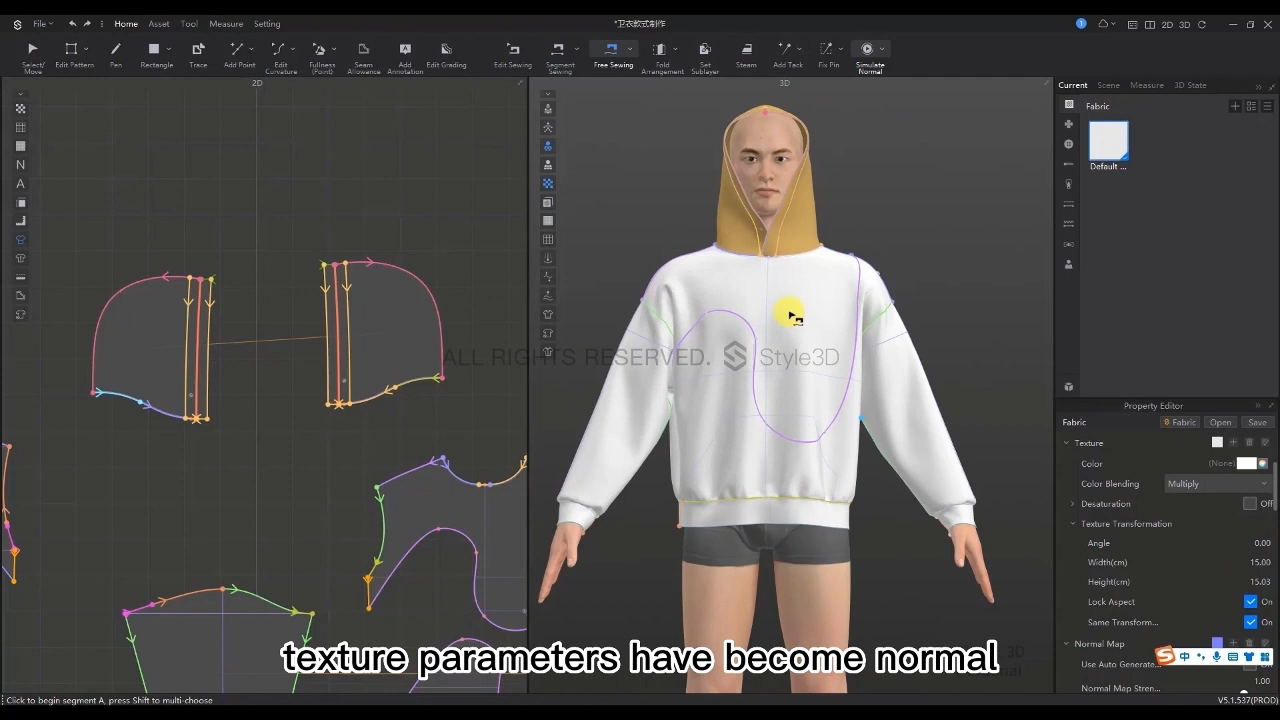 File
Home
Asset
Tool
Measure
Setting
*卫衣款式制作
1
2D
3D
Select/
Move
Edit Pattern
Pen
Rectangle
Trace
Add Point
Edit
Curvature
Fullness
(Point)
Seam
Allowance
Add
Annotation
Edit Grading
Edit Sewing
Segment
Sewing
Free Sewing
Fold
Arrangement
Set
Sublayer
Steam
Add Tack
Fix Pin
Simulate
Normal
2D
3D
Current
Scene
Measure
3D State
Fabric
Default ...
ALL RIGHTS RESERVED.
Style3D
Property Editor
Fabric
Fabric
Open
Save
Texture
Color
(None)
Color Blending
Multiply
Desaturation
Off
Texture Transformation
Angle
0.00
Width(cm)
15.00
Height(cm)
15.03
Lock Aspect
On
Same Transform...
On
Normal Map
Use Auto Generate...
中
Normal Map Stren...
1.00
texture parameters have become normal
Click to begin segment A, press Shift to multi-choose
V5.1.537(PROD)